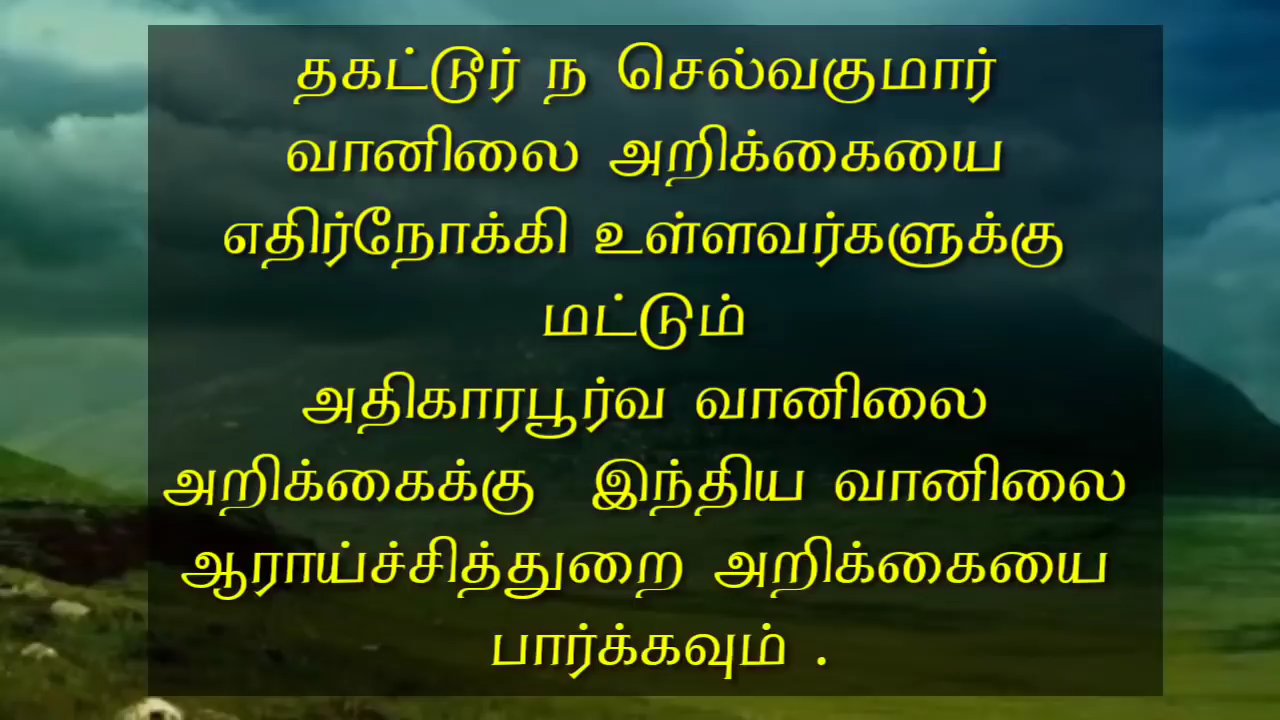 தகட்டூர் ந செல்வகுமார்
வானிலை அறிக்கையை
எதிர்நோக்கி உள்ளவர்களுக்கு
மட்டும்
அதிகாரபூர்வ வானிலை
அறிக்கைக்கு இந்திய வானிலை
ஆராய்ச்சித்துறை அறிக்கையை
பார்க்கவும் .